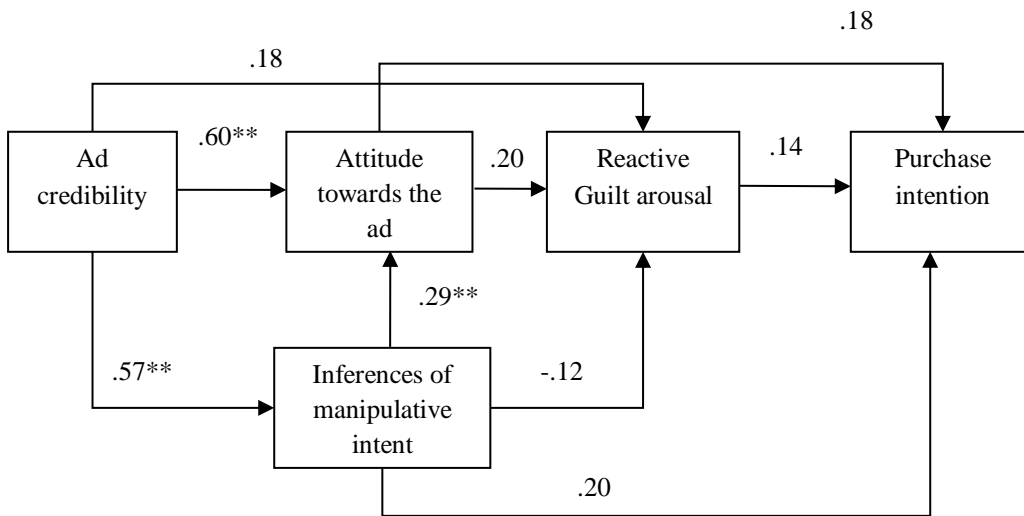 .18
.18
.60**
.20
.14
Ad
credibility
Attitude
towards the
ad
Reactive
Guilt arousal
Purchase
intention
.29**
.57**
Inferences of
manipulative
intent
-.12
.20